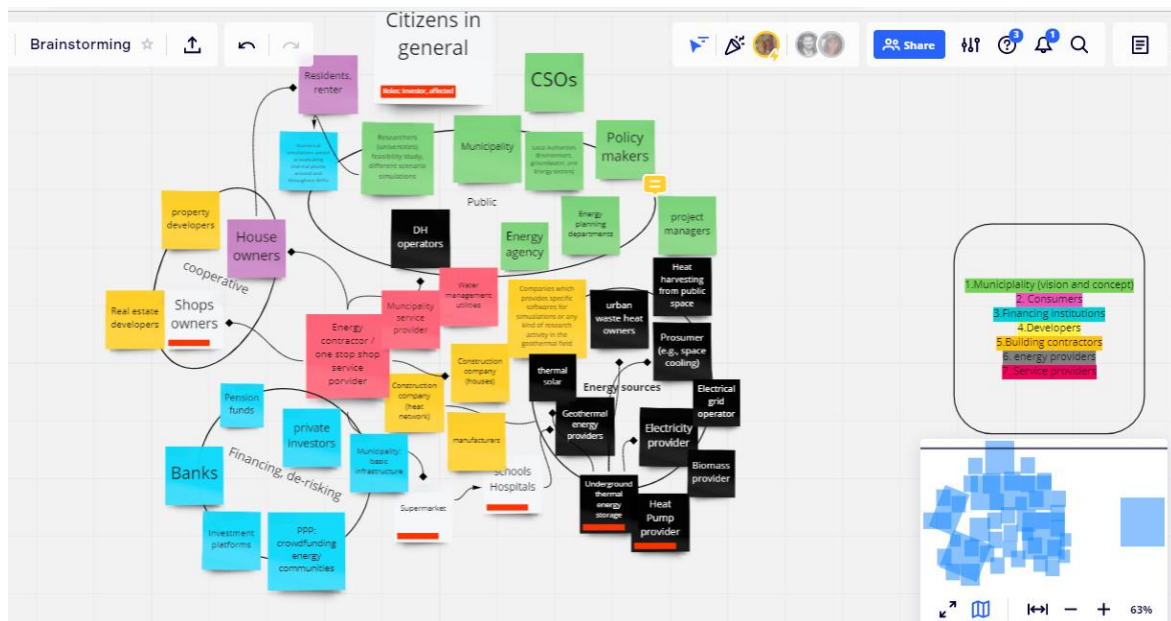 Brainstorming
Share
3
1
Citizens in
general
Roles: investor, affected
Residents,
renter
CSOs
Researchers
(universities)
feasibility study,
different scenario
simulations
Municipality
Policy
makers
Public
property
developers
House
owners
cooperative
Real estate
developers
Shops
owners
DH
operators
Energy
agency
Energy
planning
departments
project
managers
Water
management
utilities
Municipality
service
provider
Energy
contractor /
one stop shop
service
porvider
Companies which
provides specific
softwares for
simulations or any
kind of research
activity in the
geothermal field
urban
waste heat
owners
Heat
harvesting
from public
space
Prosumer
(e.g., space
cooling)
Construction
company
(houses)
Construction
company
(heat
network)
manufacturers
thermal
solar
Energy sources
Geothermal
energy
providers
Electrical
grid
operator
Electricity
provider
Biomass
provider
Underground
thermal
energy
storage
Heat
Pump
provider
Pension
funds
private
investors
Banks
Financing, de-risking
Municipality:
basic
infrastructure
Investment
platforms
PPP:
crowdfunding
energy
communities
Supermarket
Schools
Hospitals
1.Municiplality (vision and concept)
2. Consumers
3.Financing institutions
4.Developers
5.Building contractors
6. energy providers
7. Service providers
63%